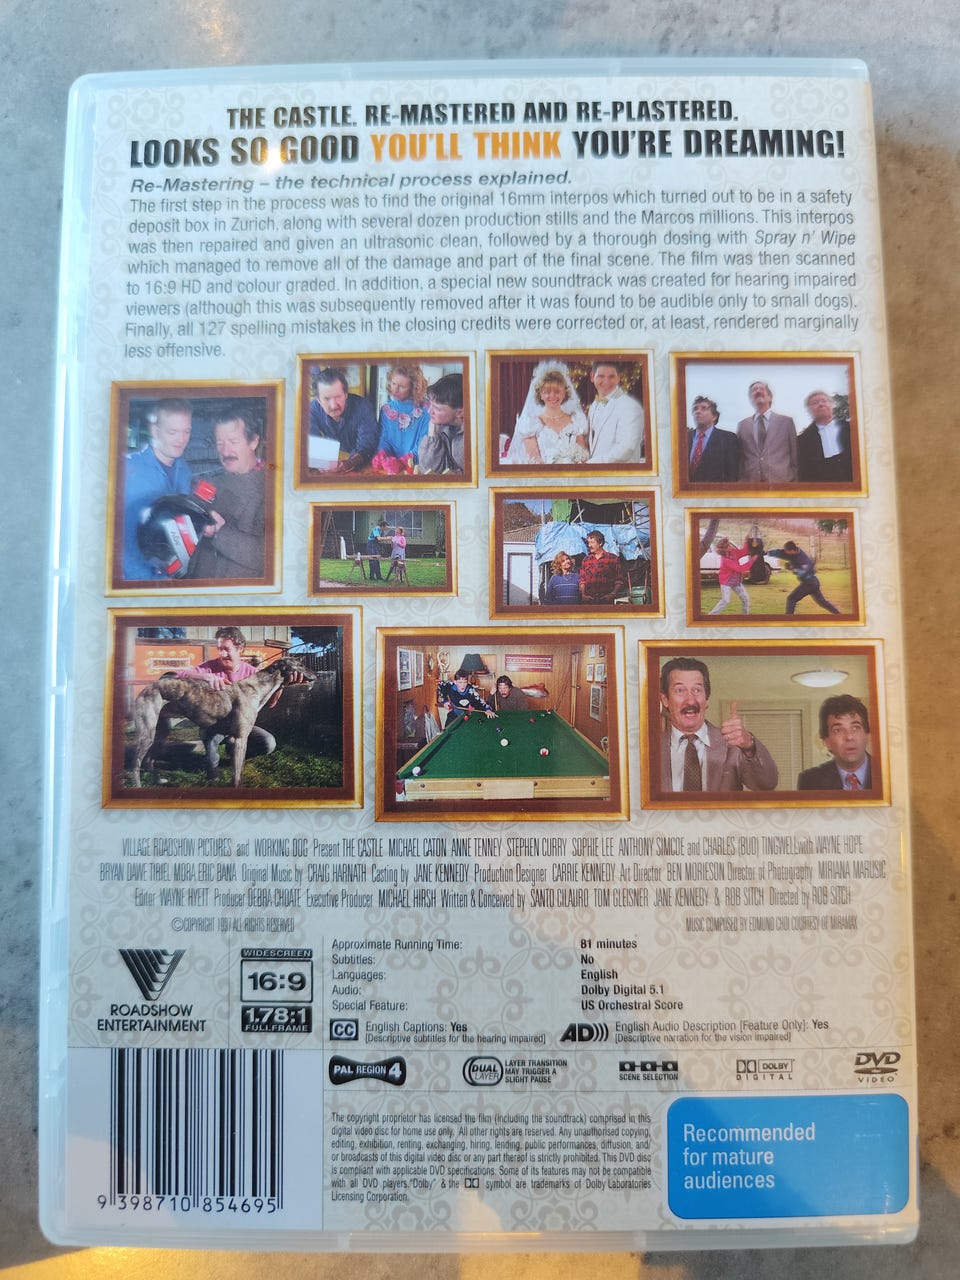 THE CASTLE. RE-MASTERED AND RE-PLASTERED.
LOOKS SO GOOD YOU'LL THINK YOU'RE DREAMING!
Re-Mastering – the technical process explained.
The first step in the process was to find the original 16mm interpos which turned out to be in a safety
deposit box in Zurich, along with several dozen production stills and the Marcos millions. This interpos
was then repaired and given an ultrasonic clean, followed by a thorough dosing with Spray n' Wipe
which managed to remove all of the damage and part of the final scene. The film was then scanned
to 16:9 HD and colour graded. In addition, a special new soundtrack was created for hearing impaired
viewers (although this was subsequently removed after it was found to be audible only to small dogs).
Finally, all 127 spelling mistakes in the closing credits were corrected or, at least, rendered marginally
less offensive.
VILLAGE ROADSHOW PICTURES and WORKING DOG Present THE CASTLE MICHAEL CATON ANNE TENNEY STEPHEN CURRY SOPHIE LEE ANTHONY SIMCOE and CHARLES (BUD) TINGWELL with WAYNE HOPE
BRYAN DAWE TIRIEL MORA ERIC BANA Original Music by CRAIG HARNATH Casting by JANE KENNEDY Production Designer CARRIE KENNEDY Art Director BEN MORIESON Director of Photography MIRIANA MARUSIC
Editor WAYNE HYETT Producer DEBRA CHOATE Executive Producer MICHAEL HIRSH Written & Conceived by SANTO CILAURO TOM GLEISNER JANE KENNEDY & ROB SITCH Directed by ROB SITCH
©COPYRIGHT 1997 ALL RIGHTS RESERVED
MUSIC COMPOSED BY EDMUND CHOI COURTESY OF MIRAMAX
ROADSHOW
ENTERTAINMENT
WIDESCREEN
16:9
1.78:1
FULLFRAME
Approximate Running Time: 81 minutes
Subtitles: No
Languages: English
Audio: Dolby Digital 5.1
Special Feature: US Orchestral Score
CC English Captions: Yes
[Descriptive subtitles for the hearing impaired]
AD))) English Audio Description [Feature Only]: Yes
[Descriptive narration for the vision impaired]
PAL REGION 4
DUAL LAYER
LAYER TRANSITION
MAY TRIGGER A
SLIGHT PAUSE
SCENE SELECTION
DOLBY
DIGITAL
DVD
VIDEO
The copyright proprietor has licensed the film (including the soundtrack) comprised in this
digital video disc for home use only. All other rights are reserved. Any unauthorised copying,
editing, exhibition, renting, exchanging, hiring, lending, public performances, diffusion, and/
or broadcasts of this digital video disc or any part thereof is strictly prohibited. This DVD disc
is compliant with applicable DVD specifications. Some of its features may not be compatible
with all DVD players. "Dolby" & the DD symbol are trademarks of Dolby Laboratories
Licensing Corporation.
Recommended
for mature
audiences
9 398710 854695